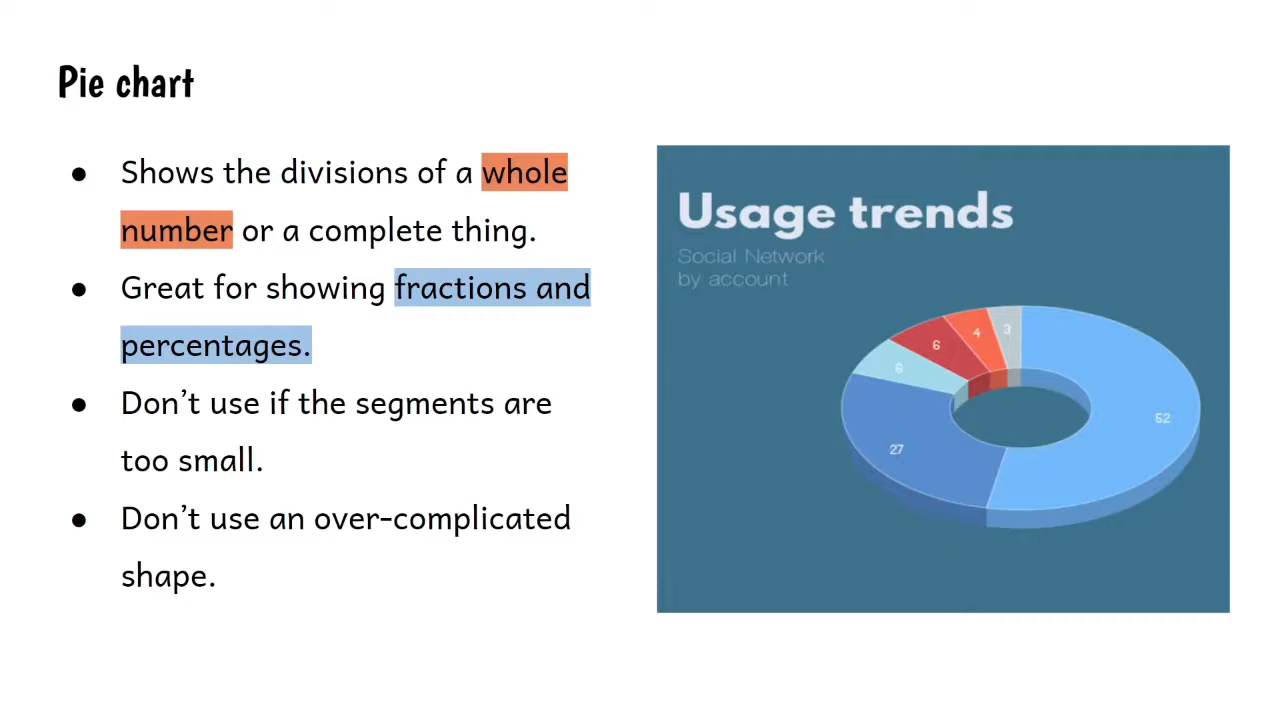 Pie chart
● Shows the divisions of a whole
number or a complete thing.
● Great for showing fractions and
percentages.
● Don't use if the segments are
too small.
● Don't use an over-complicated
shape.
Usage trends
Social Network
by account
3
4
6
6
52
27